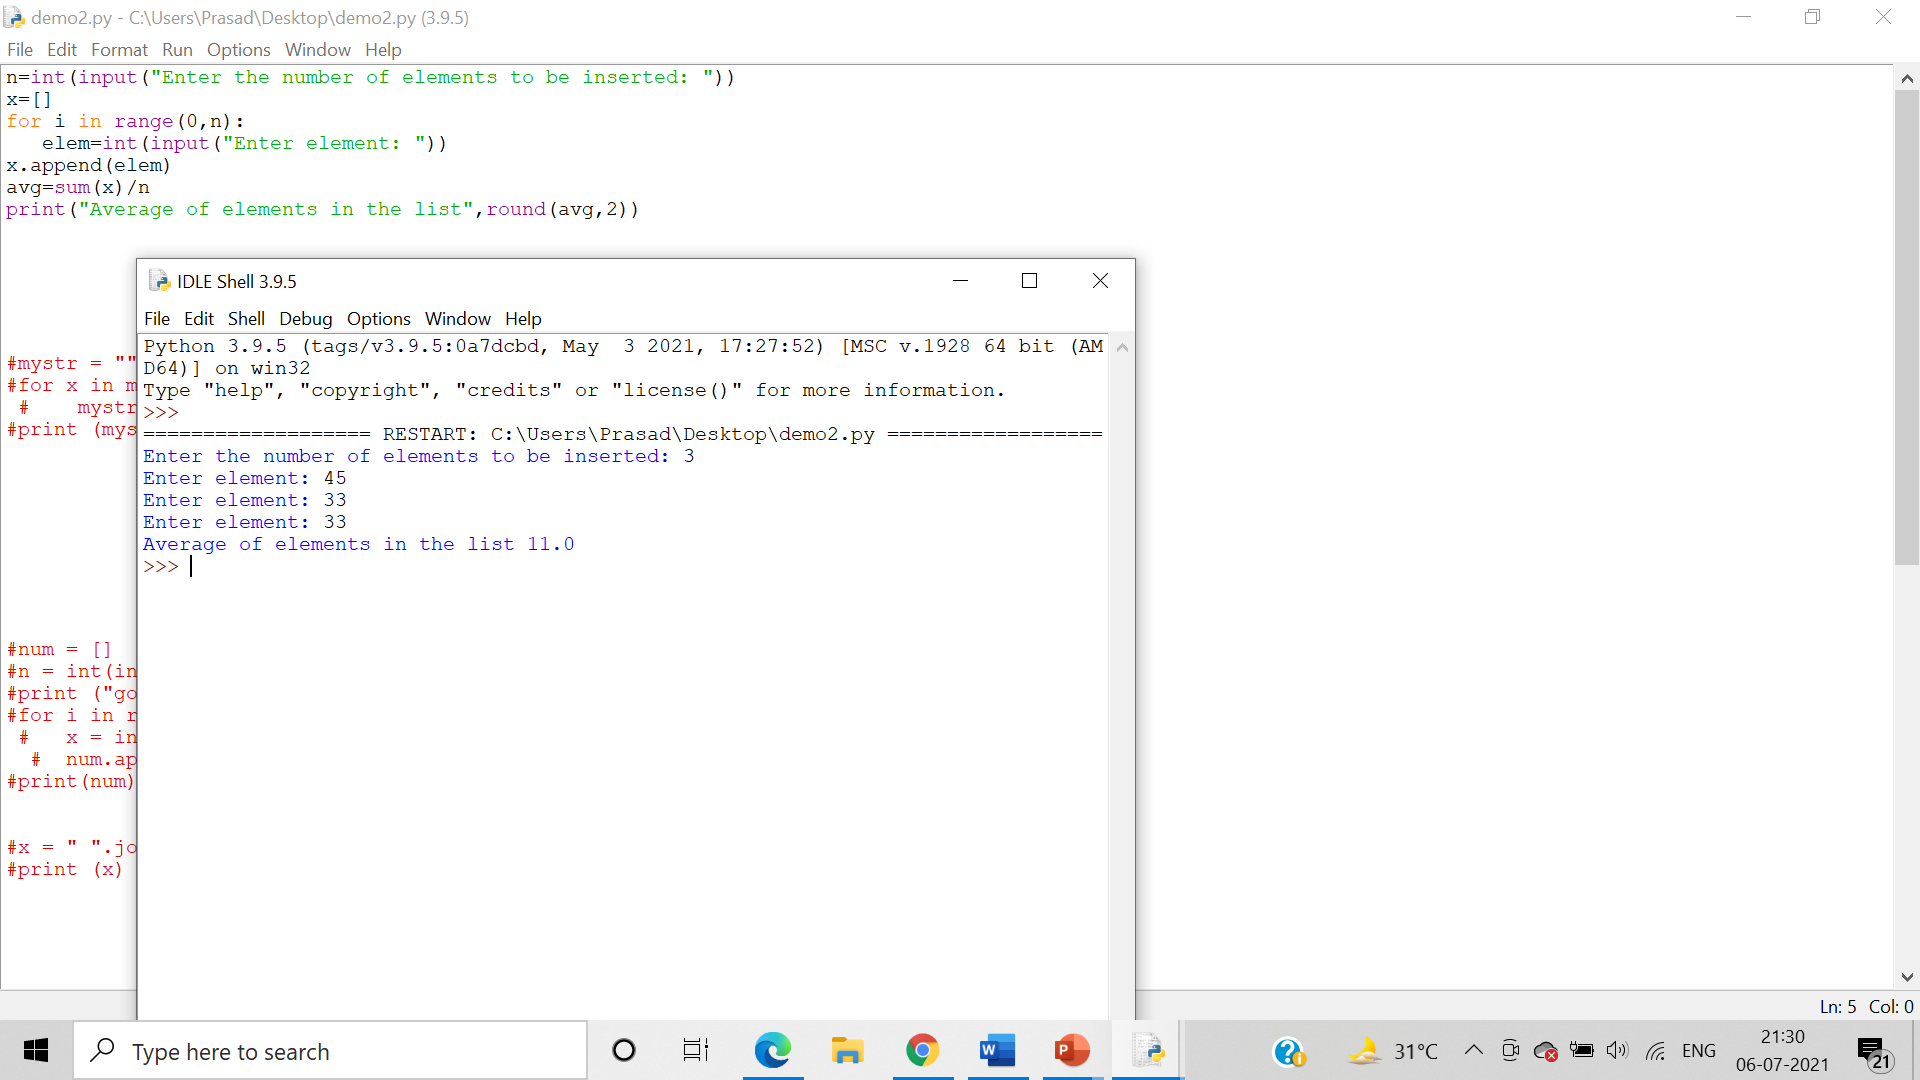 demo2.py - C:\Users\Prasad\Desktop\demo2.py (3.9.5)
File Edit Format Run Options Window Help
n=int(input("Enter the number of elements to be inserted: "))
x=[]
for i in range(0,n):
   elem=int(input("Enter element: "))
x.append(elem)
avg=sum(x)/n
print("Average of elements in the list",round(avg,2))
#mystr = ""
#for x in m
 #    mystr
#print (mys
#num = []
#n = int(in
#print ("go
#for i in r
 #   x = in
  #  num.ap
#print(num)
#x = " ".jo
#print (x)
IDLE Shell 3.9.5
File Edit Shell Debug Options Window Help
Python 3.9.5 (tags/v3.9.5:0a7dcbd, May  3 2021, 17:27:52) [MSC v.1928 64 bit (AM
D64)] on win32
Type "help", "copyright", "credits" or "license()" for more information.
>>>
=================== RESTART: C:\Users\Prasad\Desktop\demo2.py ==================
Enter the number of elements to be inserted: 3
Enter element: 45
Enter element: 33
Enter element: 33
Average of elements in the list 11.0
>>>
Ln: 5 Col: 0
Type here to search
31°C
ENG
21:30
06-07-2021
21